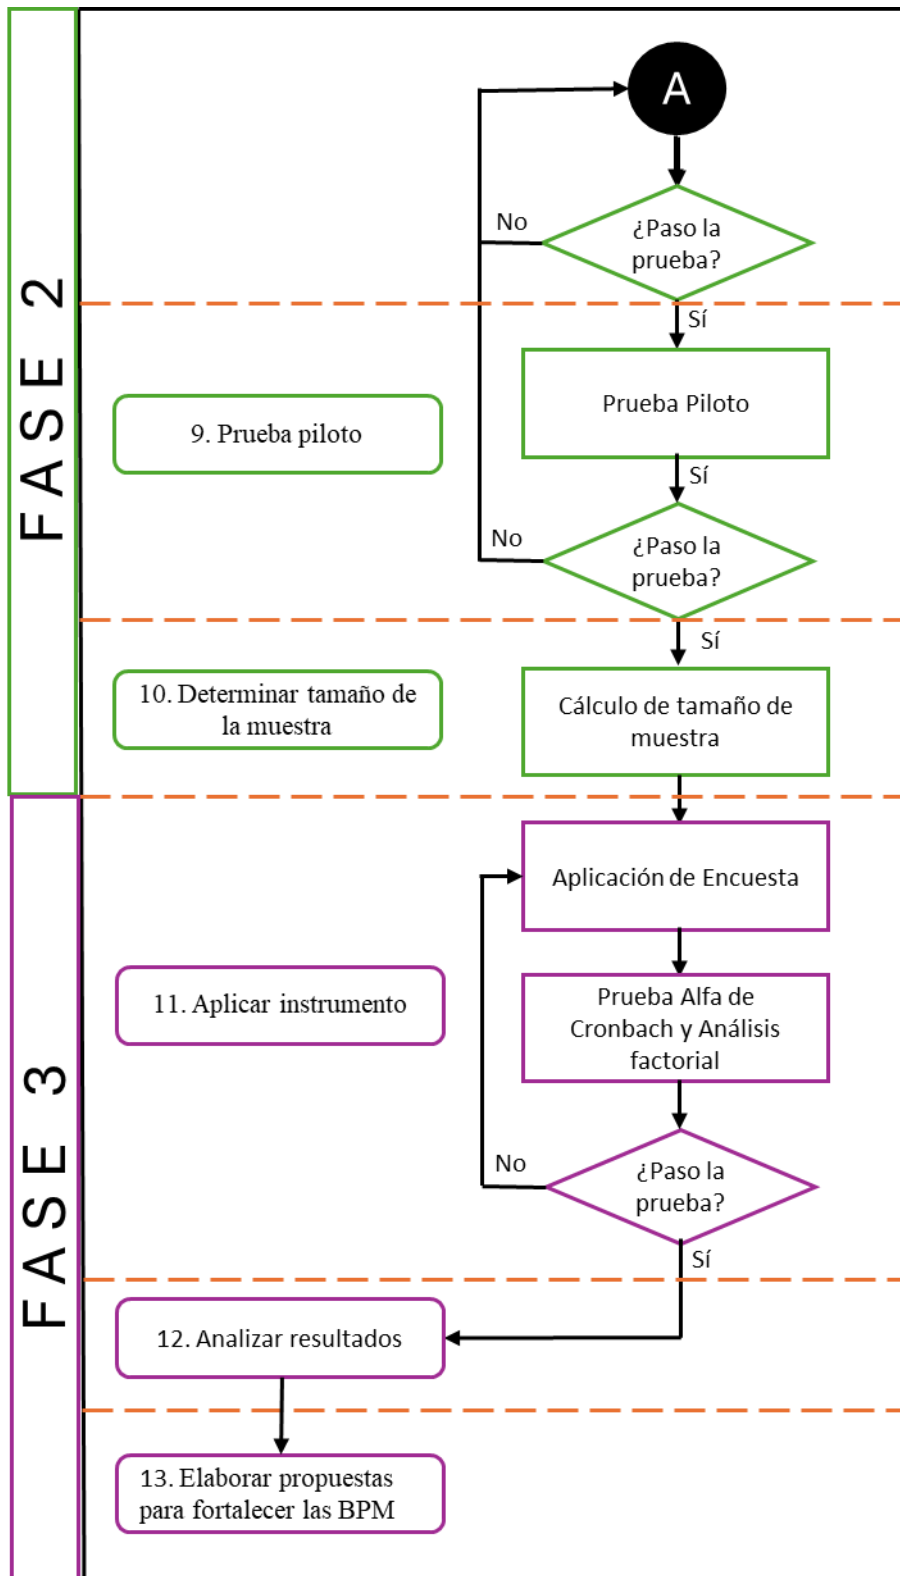 FASE 2
A
No
¿Paso la
prueba?
Sí
9. Prueba piloto
Prueba Piloto
Sí
No
¿Paso la
prueba?
Sí
10. Determinar tamaño de
la muestra
Cálculo de tamaño de
muestra
FASE 3
Aplicación de Encuesta
11. Aplicar instrumento
Prueba Alfa de
Cronbach y Análisis
factorial
No
¿Paso la
prueba?
Sí
12. Analizar resultados
13. Elaborar propuestas
para fortalecer las BPM